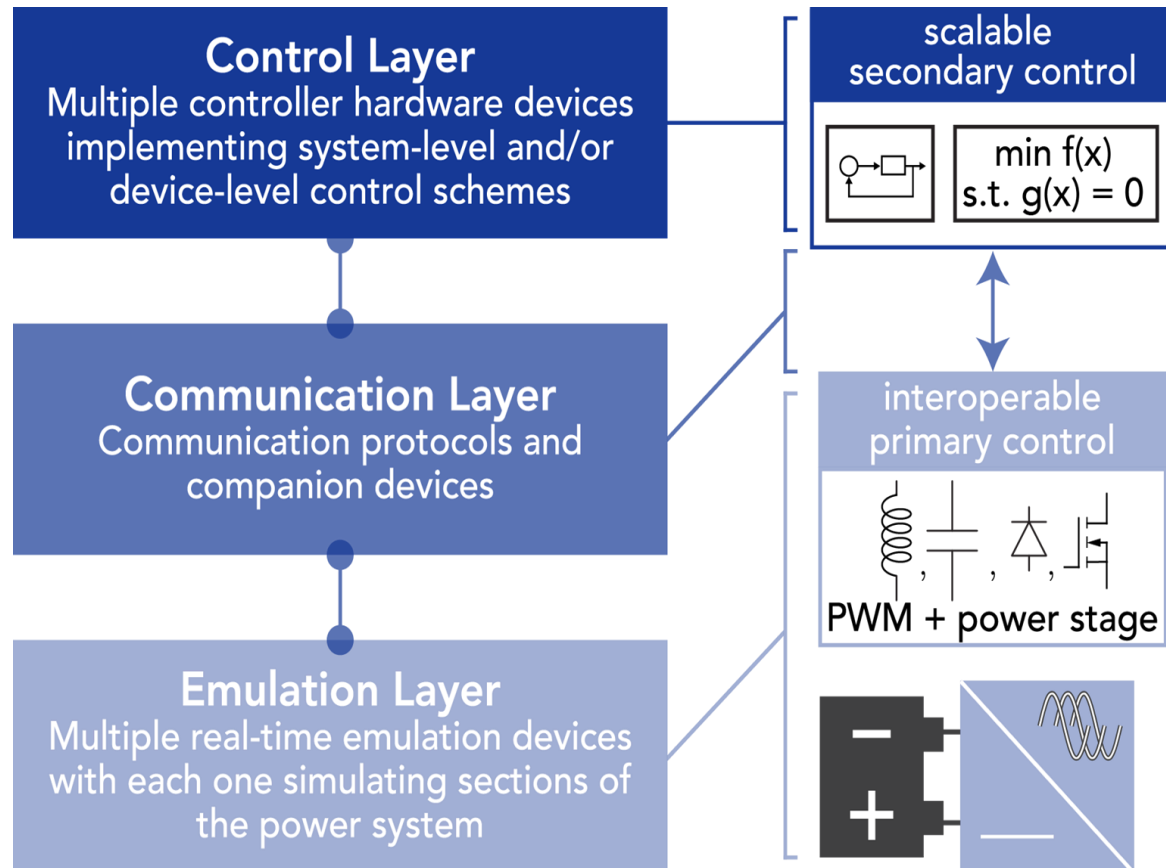 Control Layer
Multiple controller hardware devices
implementing system-level and/or
device-level control schemes
Communication Layer
Communication protocols and
companion devices
Emulation Layer
Multiple real-time emulation devices
with each one simulating sections of
the power system
scalable
secondary control
min f(x)
s.t. g(x) = 0
interoperable
primary control
, , ,
PWM + power stage